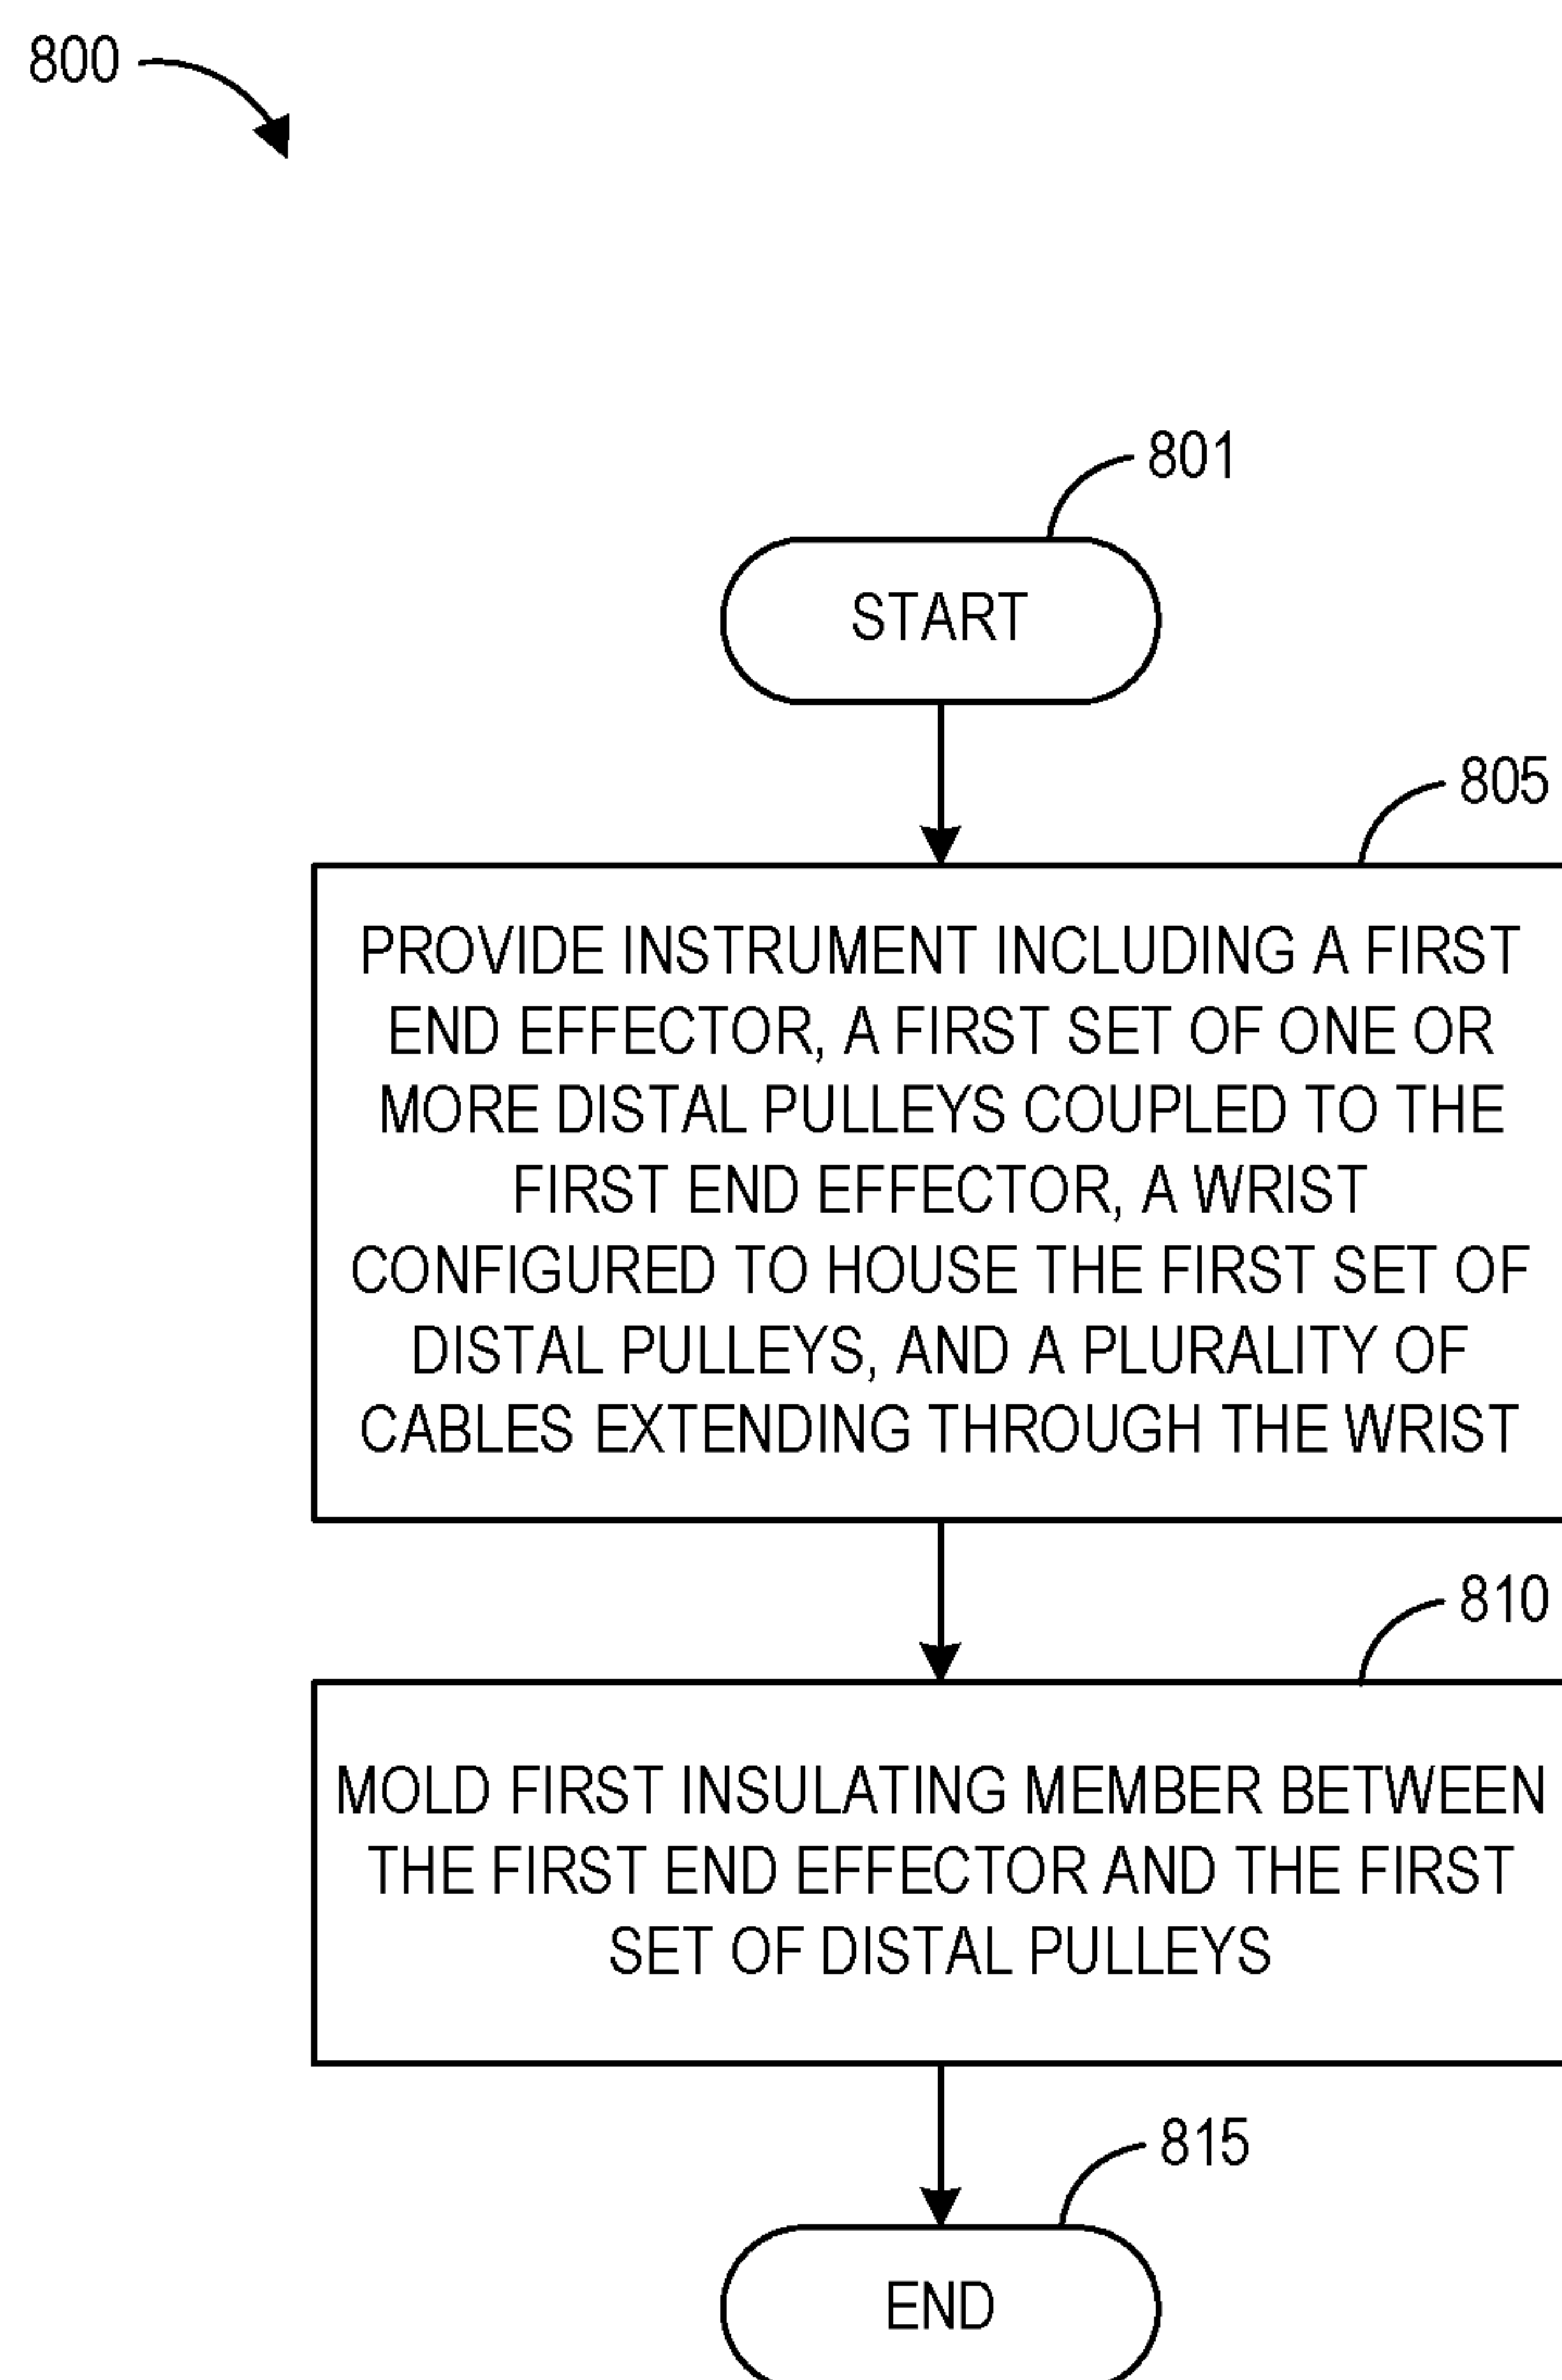 800
801
START
805
PROVIDE INSTRUMENT INCLUDING A FIRST
END EFFECTOR, A FIRST SET OF ONE OR
MORE DISTAL PULLEYS COUPLED TO THE
FIRST END EFFECTOR, A WRIST
CONFIGURED TO HOUSE THE FIRST SET OF
DISTAL PULLEYS, AND A PLURALITY OF
CABLES EXTENDING THROUGH THE WRIST
810
MOLD FIRST INSULATING MEMBER BETWEEN
THE FIRST END EFFECTOR AND THE FIRST
SET OF DISTAL PULLEYS
815
END